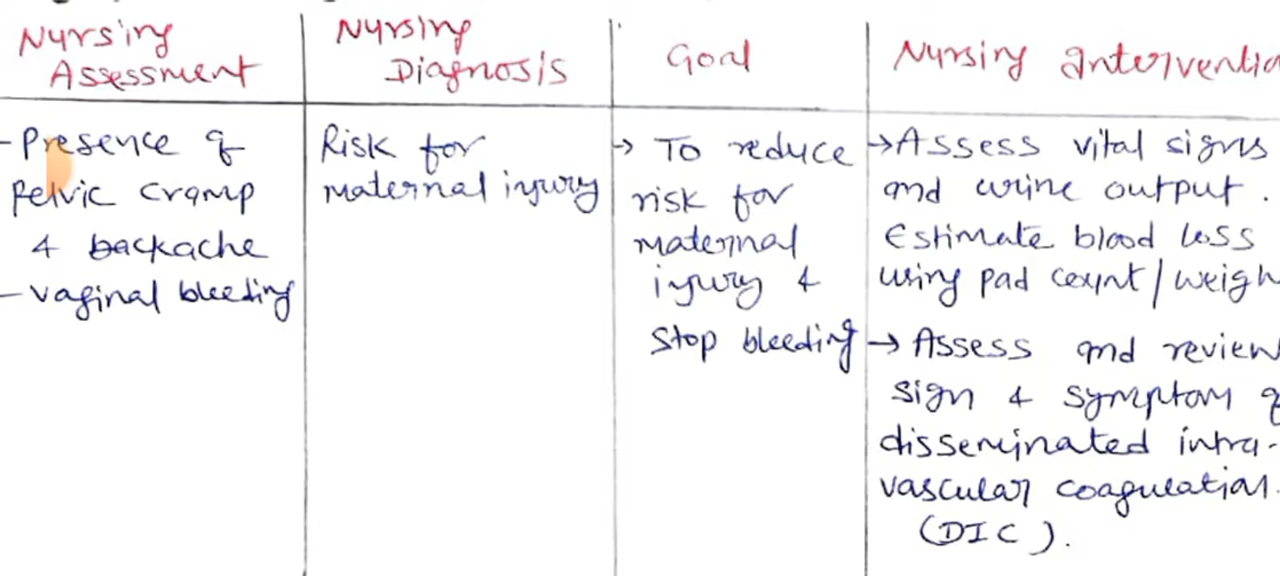 Nursing Assessment
Nursing Diagnosis
Goal
Nursing Interventio
- Presence of
Pelvic cramp
& backache
- vaginal bleeding
Risk for
maternal injury
→ To reduce
risk for
maternal
injury &
stop bleeding
→ Assess vital signs
and urine output.
Estimate blood loss
using pad count/weigh
→ Assess and review
sign & symptom of
disseminated intra-
vascular coagulation.
(DIC).